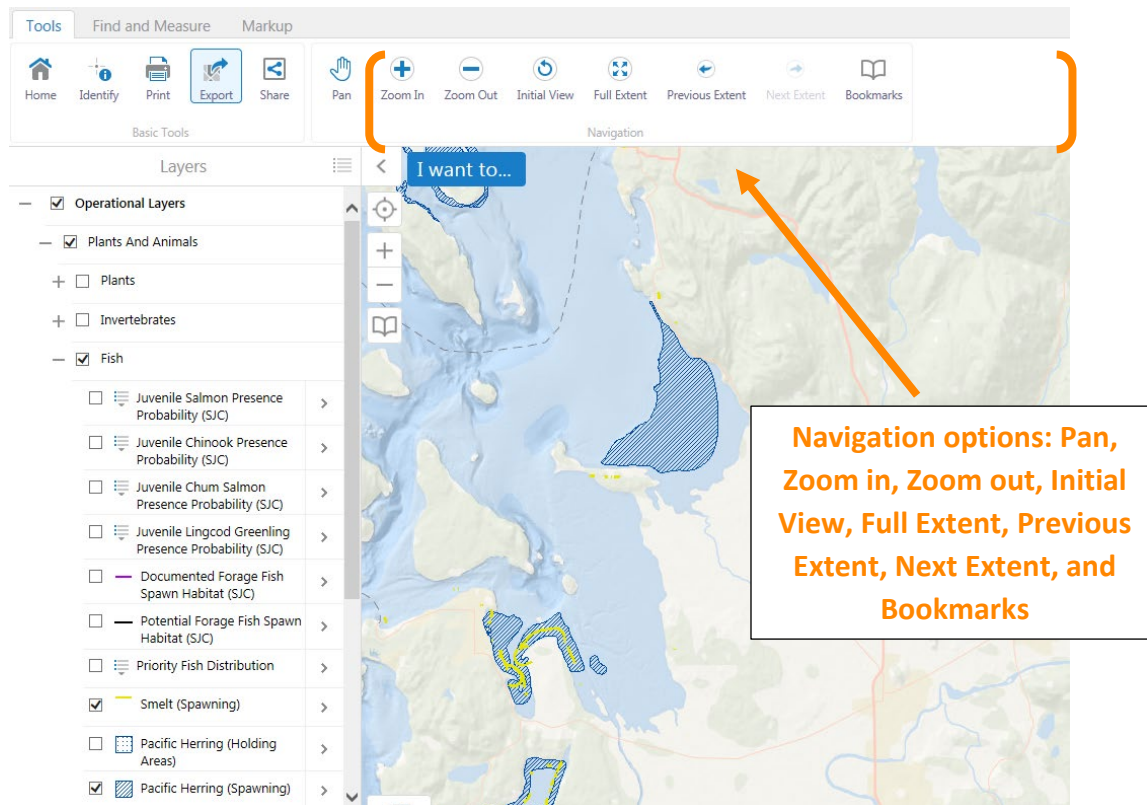 Tools Find and Measure Markup
Home Identify Print Export Share Pan Zoom In Zoom Out Initial View Full Extent Previous Extent Next Extent Bookmarks
Basic Tools Navigation
Layers
I want to...
Operational Layers
Plants And Animals
Plants
Invertebrates
Fish
Juvenile Salmon Presence
Probability (SJC)
Juvenile Chinook Presence
Probability (SJC)
Juvenile Chum Salmon
Presence Probability (SJC)
Juvenile Lingcod Greenling
Presence Probability (SJC)
Documented Forage Fish
Spawn Habitat (SJC)
Potential Forage Fish Spawn
Habitat (SJC)
Priority Fish Distribution
Smelt (Spawning)
Pacific Herring (Holding
Areas)
Pacific Herring (Spawning)
Navigation options: Pan,
Zoom in, Zoom out, Initial
View, Full Extent, Previous
Extent, Next Extent, and
Bookmarks